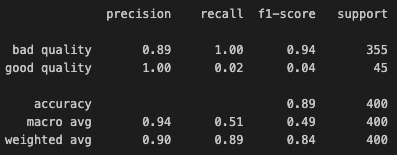 precision recall f1-score support
bad quality 0.89 1.00 0.94 355
good quality 1.00 0.02 0.04 45
accuracy 0.89 400
macro avg 0.94 0.51 0.49 400
weighted avg 0.90 0.89 0.84 400